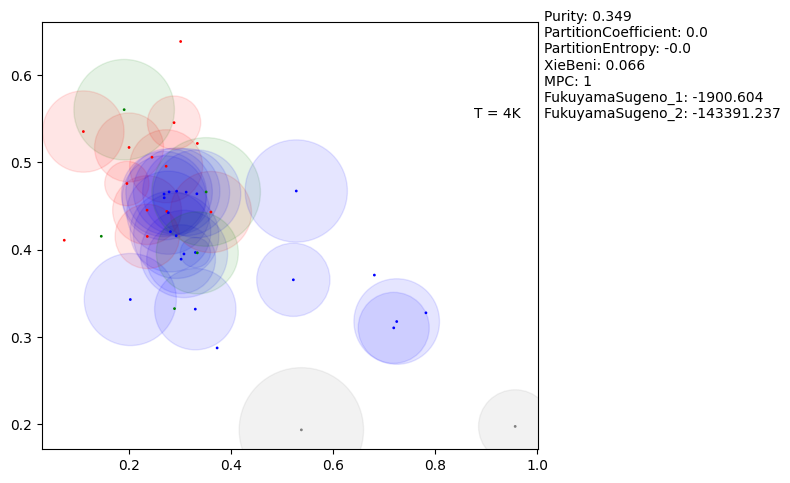 Purity: 0.349
PartitionCoefficient: 0.0
PartitionEntropy: -0.0
XieBeni: 0.066
MPC: 1
FukuyamaSugeno_1: -1900.604
FukuyamaSugeno_2: -143391.237
T = 4K
0.6
0.5
0.4
0.3
0.2
0.2 0.4 0.6 0.8 1.0